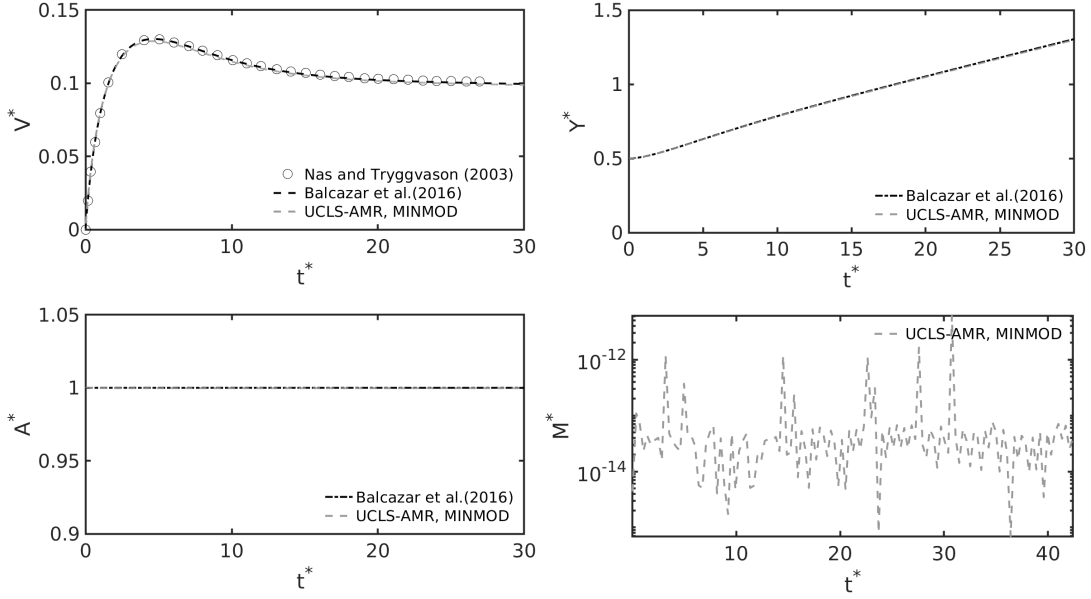 0.15
0.1
0.05
0
V*
Nas and Tryggvason (2003)
Balcazar et al.(2016)
UCLS-AMR, MINMOD
0 10 20 30
t*
1.5
1
0.5
0
Y*
Balcazar et al.(2016)
UCLS-AMR, MINMOD
0 5 10 15 20 25 30
t*
1.05
1
0.95
0.9
A*
Balcazar et al.(2016)
UCLS-AMR, MINMOD
0 10 20 30
t*
UCLS-AMR, MINMOD
10^-12
10^-14
M*
10 20 30 40
t*